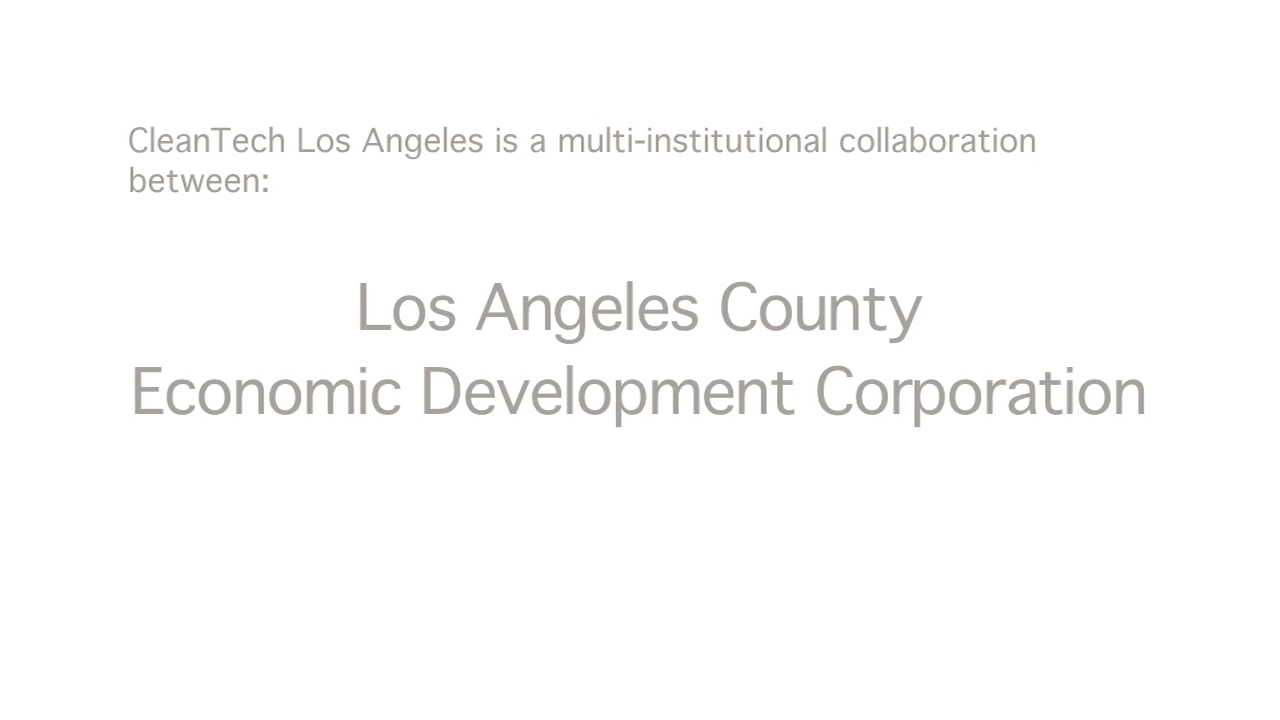 CleanTech Los Angeles is a multi-institutional collaboration
between:
Los Angeles County
Economic Development Corporation